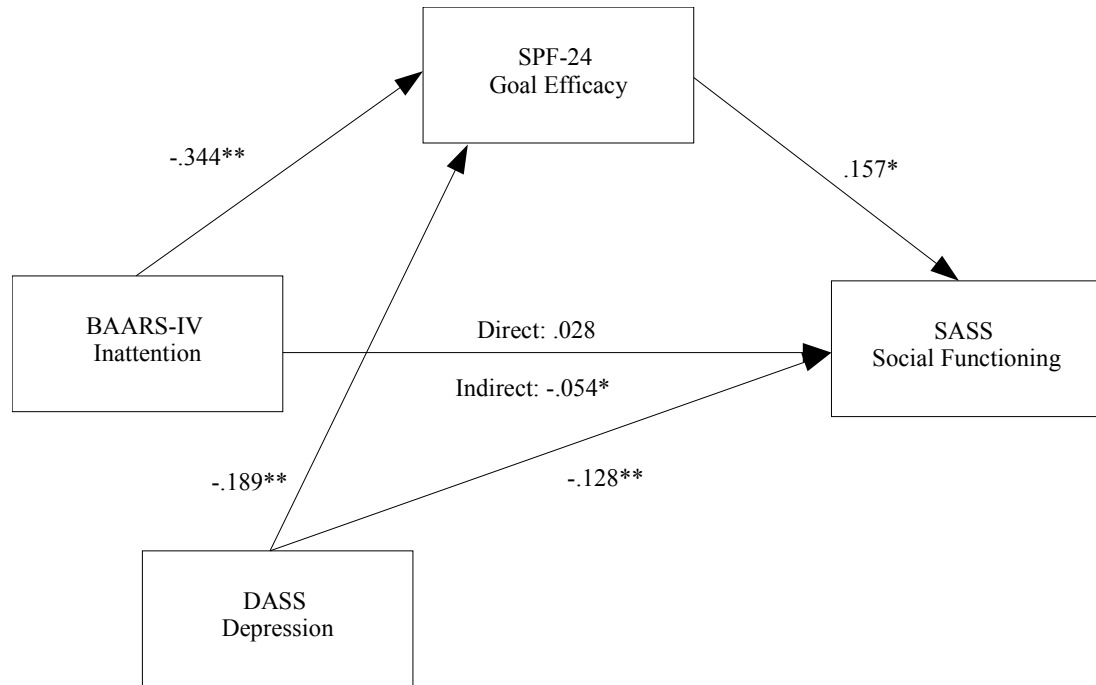 SPF-24
Goal Efficacy
-.344**
.157*
BAARS-IV
Inattention
Direct: .028
SASS
Social Functioning
Indirect: -.054*
-.189**
-.128**
DASS
Depression